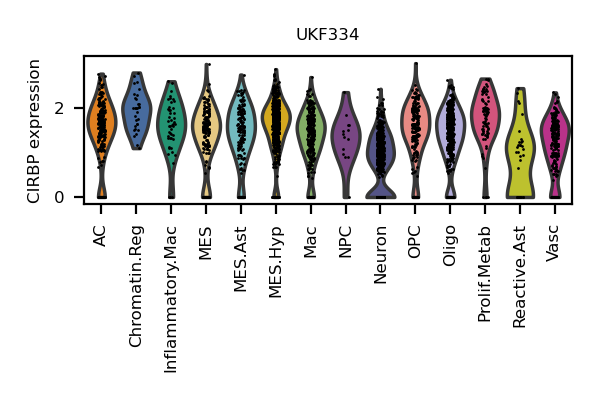 UKF334
CIRBP expression
2
0
AC
Chromatin.Reg
Inflammatory.Mac
MES
MES.Ast
MES.Hyp
Mac
NPC
Neuron
OPC
Oligo
Prolif.Metab
Reactive.Ast
Vasc